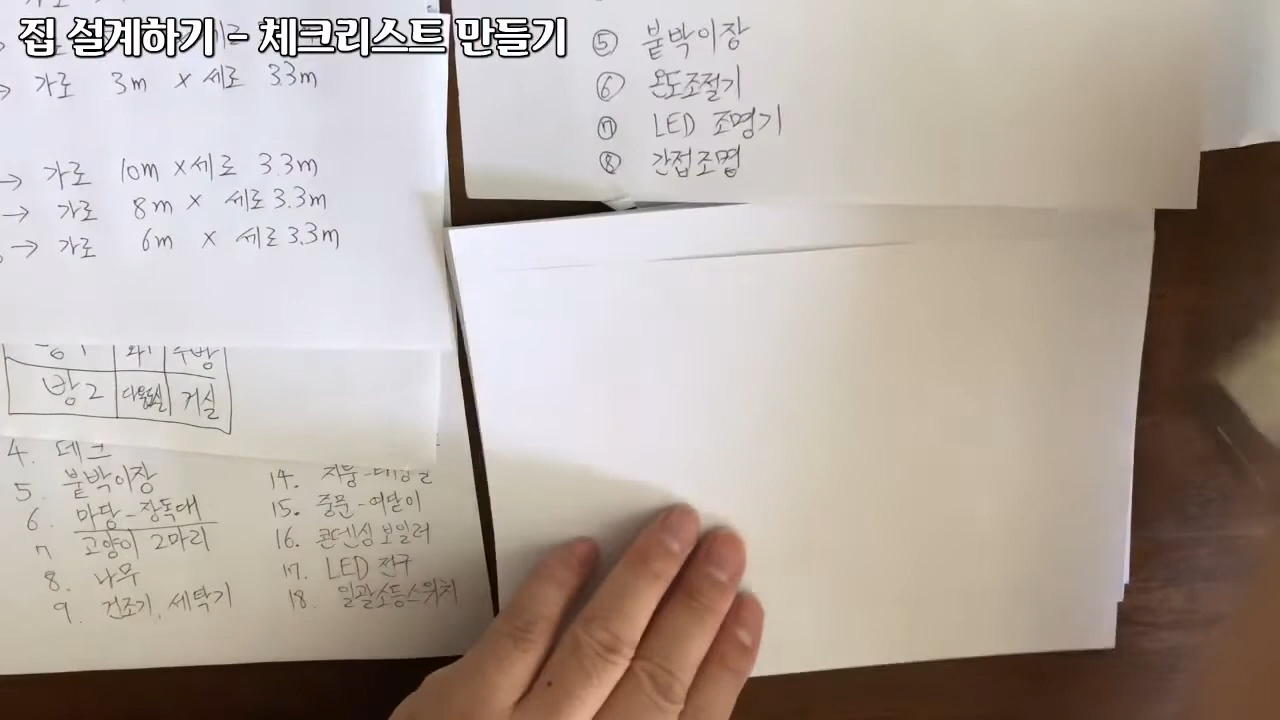 집 설계하기 - 체크리스트 만들기
→ 가로 3m x 세로 3.3m
→ 가로 10m x 세로 3.3m
→ 가로 8m x 세로 3.3m
→ 가로 6m x 세로 3.3m
⑤ 붙박이장
⑥ 온도조절기
⑦ LED 조명기
⑧ 간접조명
주방
방2 다용도실 거실
4. 데크
5. 붙박이장
6. 마당-장독대
7 고양이 2마리
8. 나무
9. 건조기, 세탁기
14.
15. 중문-여닫이
16. 콘덴싱보일러
17. LED 전구
18. 일괄소등스위치